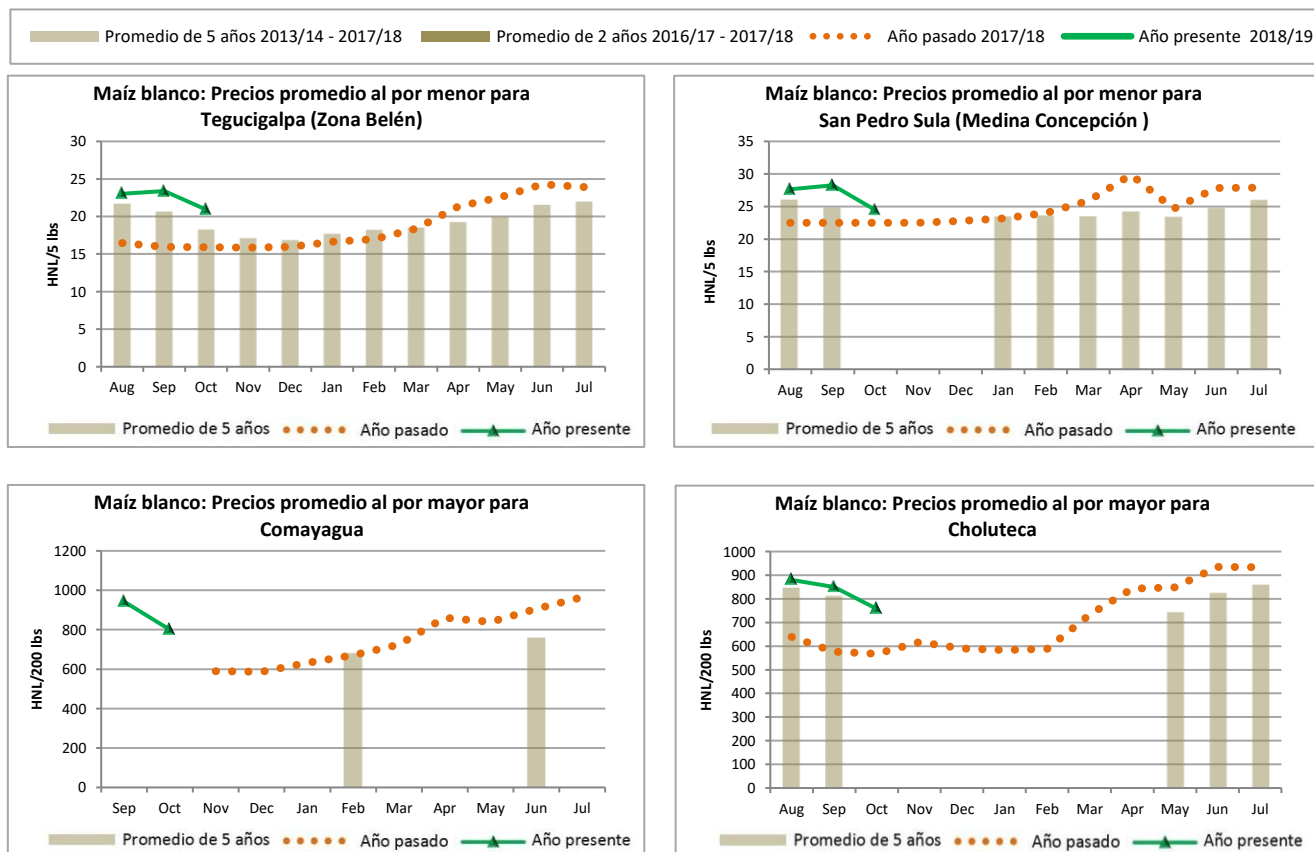 Promedio de 5 años 2013/14 - 2017/18 Promedio de 2 años 2016/17 - 2017/18 Año pasado 2017/18 Año presente 2018/19
Maíz blanco: Precios promedio al por menor para
Tegucigalpa (Zona Belén)
HNL/5 lbs
30
25
20
15
10
5
0
Aug Sep Oct Nov Dec Jan Feb Mar Apr May Jun Jul
Promedio de 5 años Año pasado Año presente
Maíz blanco: Precios promedio al por menor para
San Pedro Sula (Medina Concepción )
HNL/5 lbs
35
30
25
20
15
10
5
0
Aug Sep Oct Nov Dec Jan Feb Mar Apr May Jun Jul
Promedio de 5 años Año pasado Año presente
Maíz blanco: Precios promedio al por mayor para
Comayagua
HNL/200 lbs
1200
1000
800
600
400
200
0
Sep Oct Nov Dec Jan Feb Mar Apr May Jun Jul
Promedio de 5 años Año pasado Año presente
Maíz blanco: Precios promedio al por mayor para
Choluteca
HNL/200 lbs
1000
900
800
700
600
500
400
300
200
100
0
Aug Sep Oct Nov Dec Jan Feb Mar Apr May Jun Jul
Promedio de 5 años Año pasado Año presente